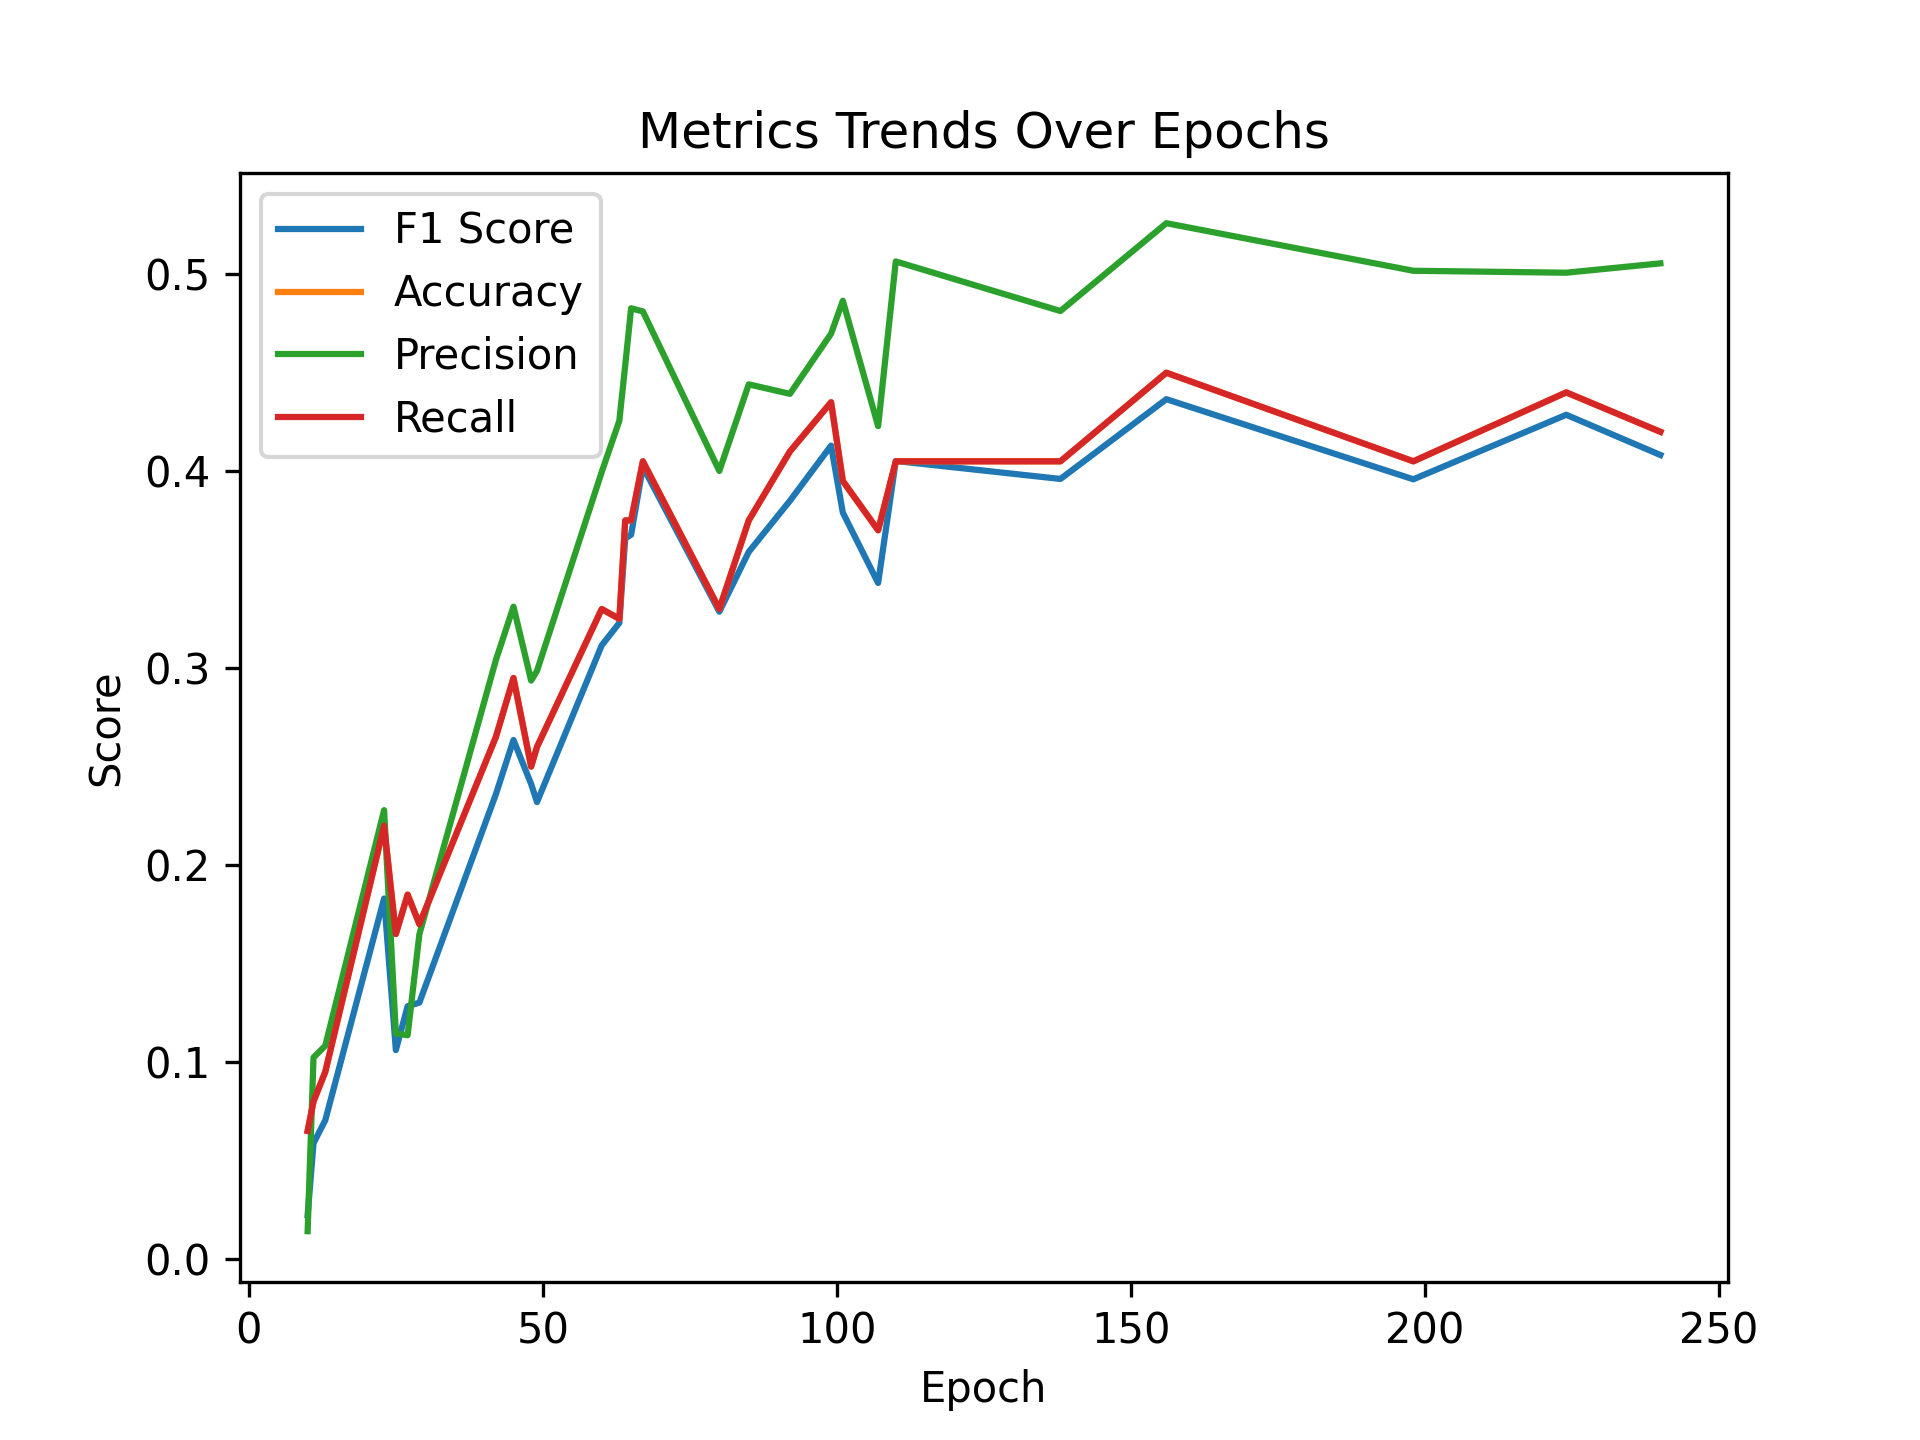 Metrics Trends Over Epochs
F1 Score
Accuracy
Precision
Recall
0.5
0.4
0.3
0.2
0.1
0.0
Score
0 50 100 150 200 250
Epoch